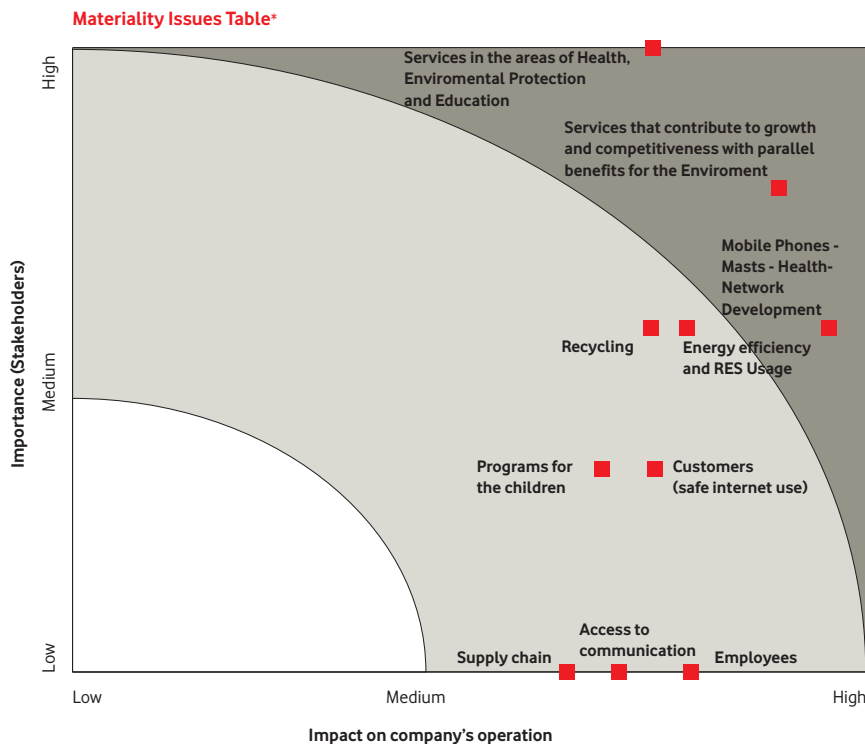 Materiality Issues Table*
High
Services in the areas of Health,
Enviromental Protection
and Education
Services that contribute to growth
and competitiveness with parallel
benefits for the Enviroment
Mobile Phones -
Masts - Health-
Network
Development
Importance (Stakeholders)
Medium
Recycling
Energy efficiency
and RES Usage
Programs for
the children
Customers
(safe internet use)
Low
Supply chain
Access to
communication
Employees
Low
Medium
High
Impact on company's operation